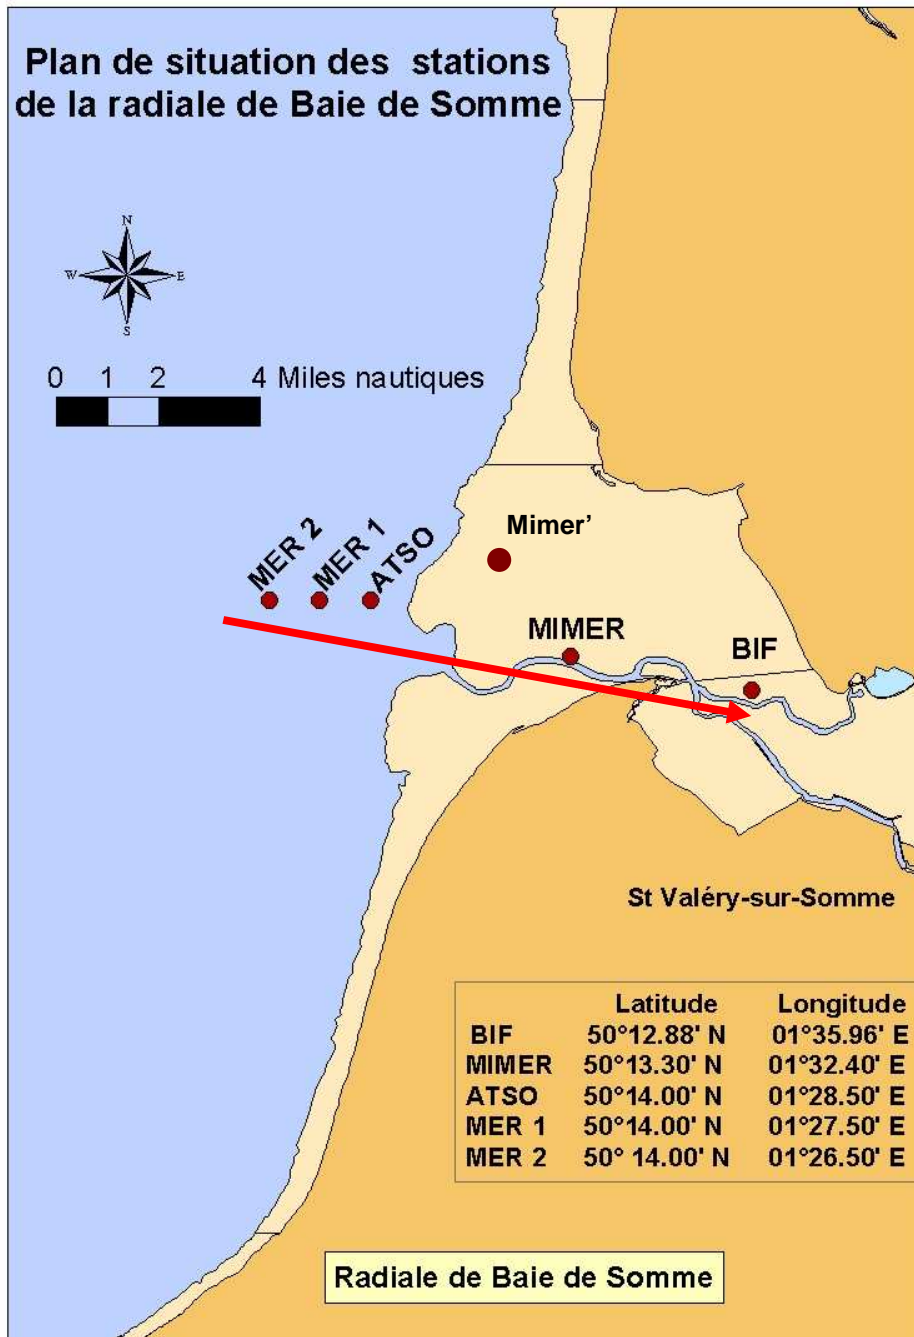 Plan de situation des stations
de la radiale de Baie de Somme
N
W E
S
0 1 2 4 Miles nautiques
MER 2 MER 1 ATSO
Mimer’
MIMER
BIF
St Valéry-sur-Somme
Latitude Longitude
BIF 50°12.88' N 01°35.96' E
MIMER 50°13.30' N 01°32.40' E
ATSO 50°14.00' N 01°28.50' E
MER 1 50°14.00' N 01°27.50' E
MER 2 50° 14.00' N 01°26.50' E
Radiale de Baie de Somme